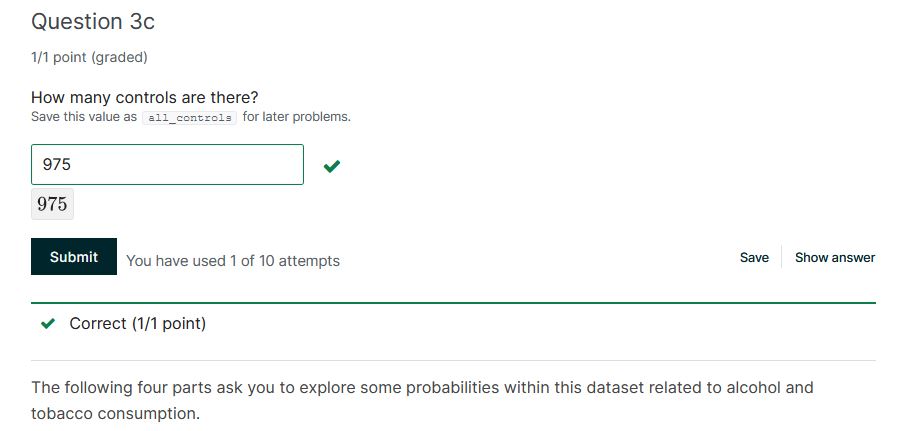 Question 3c
1/1 point (graded)
How many controls are there?
Save this value as all_controls for later problems.
975
975
Submit You have used 1 of 10 attempts Save Show answer
Correct (1/1 point)
The following four parts ask you to explore some probabilities within this dataset related to alcohol and
tobacco consumption.